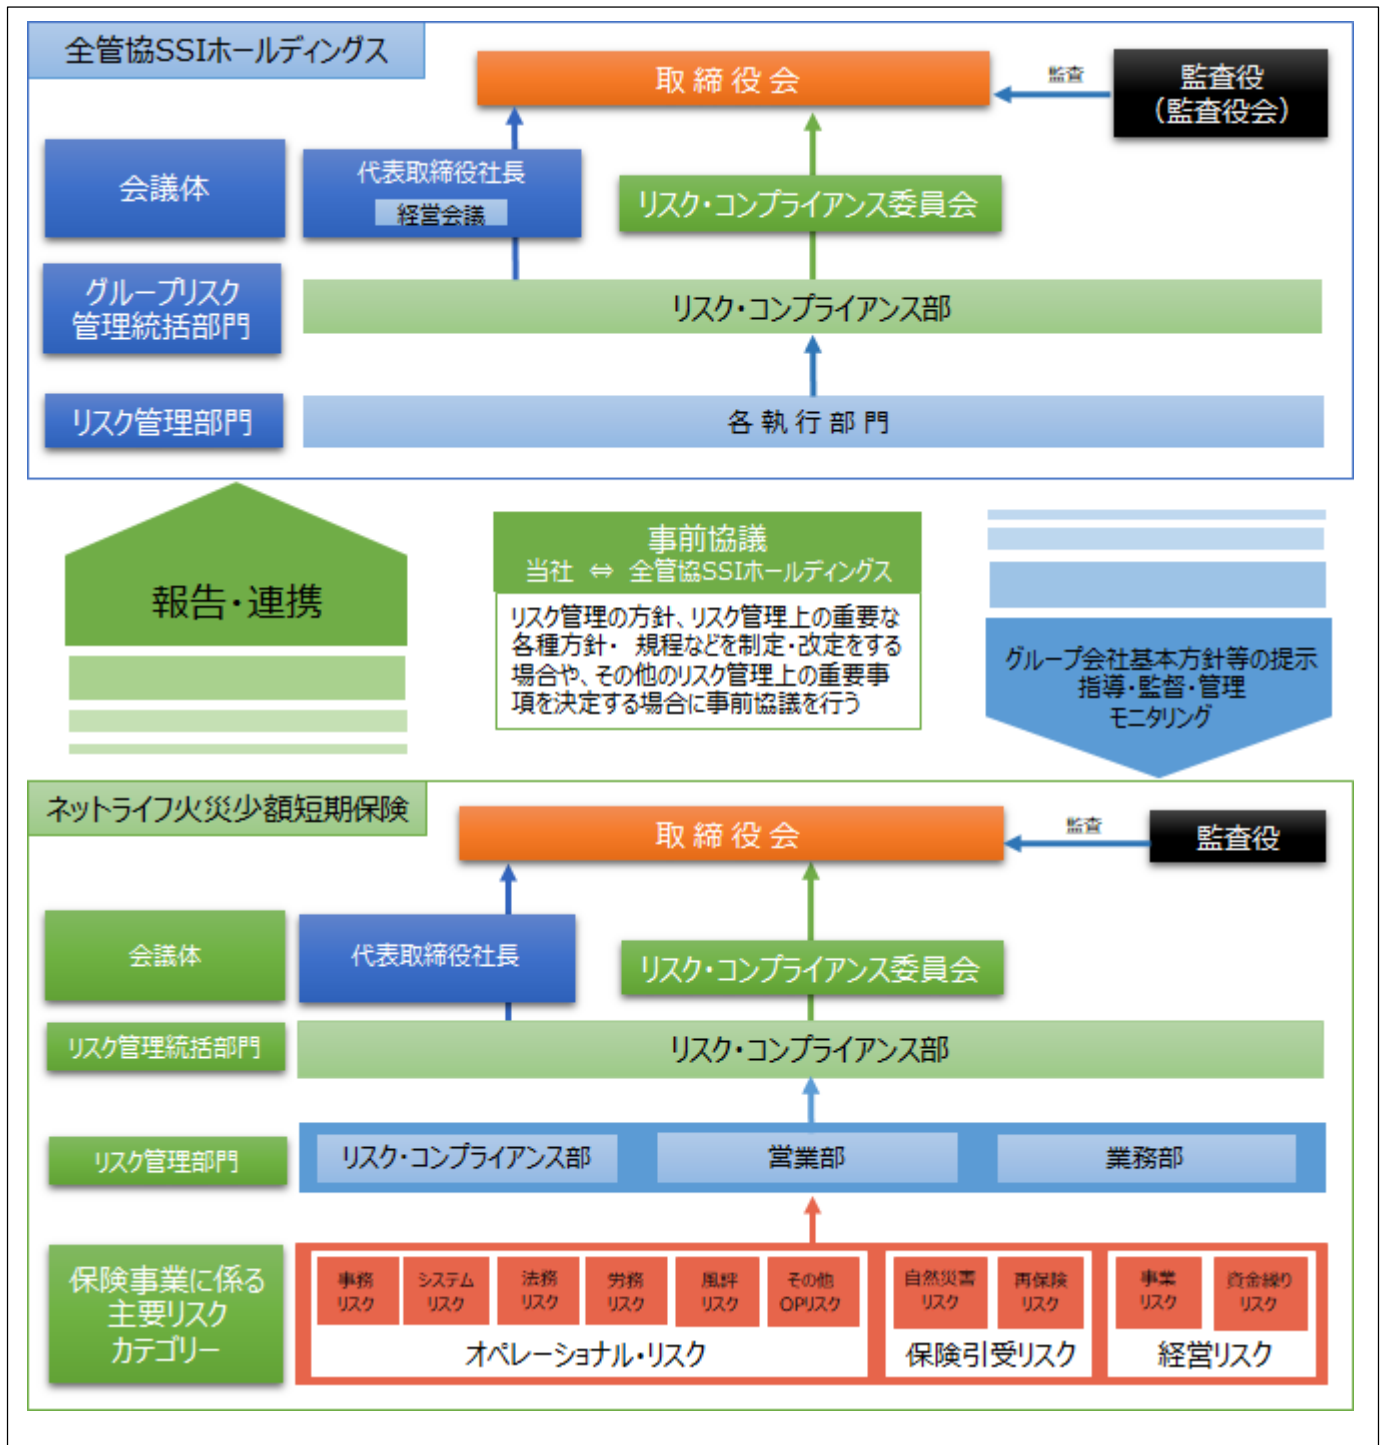 全管協SSIホールディングス
取締役会
監査
監査役
（監査役会）
会議体
代表取締役社長
経営会議
リスク・コンプライアンス委員会
グループリスク
管理統括部門
リスク・コンプライアンス部
リスク管理部門
各執行部門
報告・連携
事前協議
当社 ⇔ 全管協SSIホールディングス
リスク管理の方針、リスク管理上の重要な
各種方針・ 規程などを制定・改定をする
場合や、その他のリスク管理上の重要事
項を決定する場合に事前協議を行う
グループ会社基本方針等の提示
指導・監督・管理
モニタリング
ネットライフ火災少額短期保険
取締役会
監査
監査役
会議体
代表取締役社長
リスク・コンプライアンス委員会
リスク管理統括部門
リスク・コンプライアンス部
リスク管理部門
リスク・コンプライアンス部
営業部
業務部
保険事業に係る
主要リスク
カテゴリー
事務
リスク
システム
リスク
法務
リスク
労務
リスク
風評
リスク
その他
OPリスク
オペレーショナル・リスク
自然災害
リスク
再保険
リスク
保険引受リスク
事業
リスク
資金繰り
リスク
経営リスク